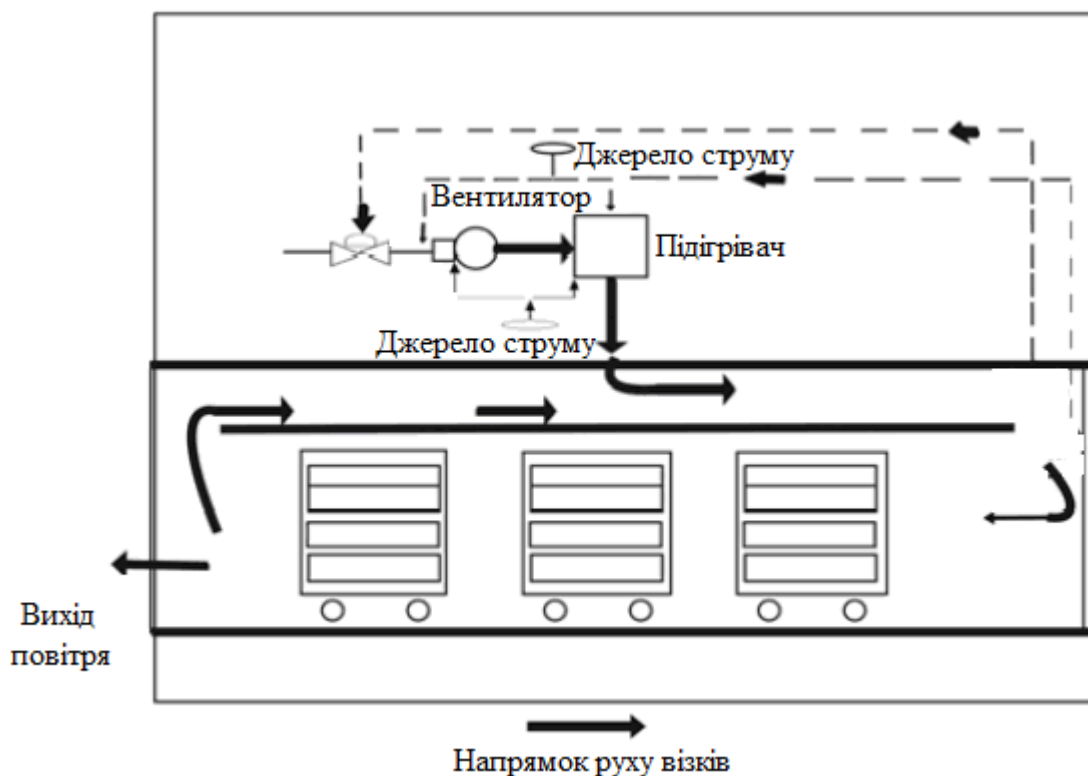 Джерело струму
Вентилятор
Підігрівач
Джерело струму
Вихід
повітря
Напрямок руху візків